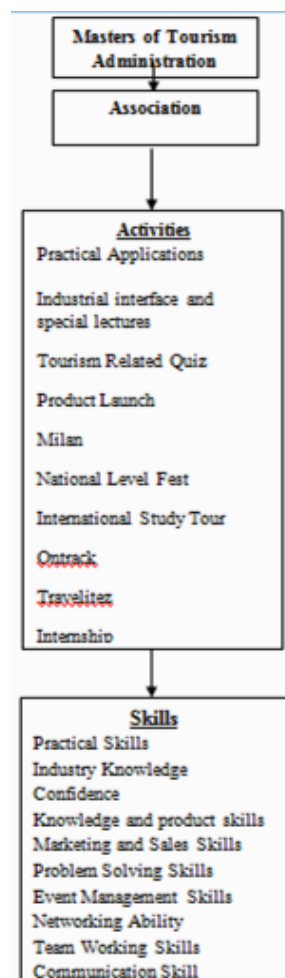 Masters of Tourism
Administration
Association
Activities
Practical Applications
Industrial interface and
special lectures
Tourism Related Quiz
Product Launch
Milan
National Level Fest
International Study Tour
Ontrack
Travelitez
Internship
Skills
Practical Skills
Industry Knowledge
Confidence
Knowledge and product skills
Marketing and Sales Skills
Problem Solving Skills
Event Management Skills
Networking Ability
Team Working Skills
Communication Skill